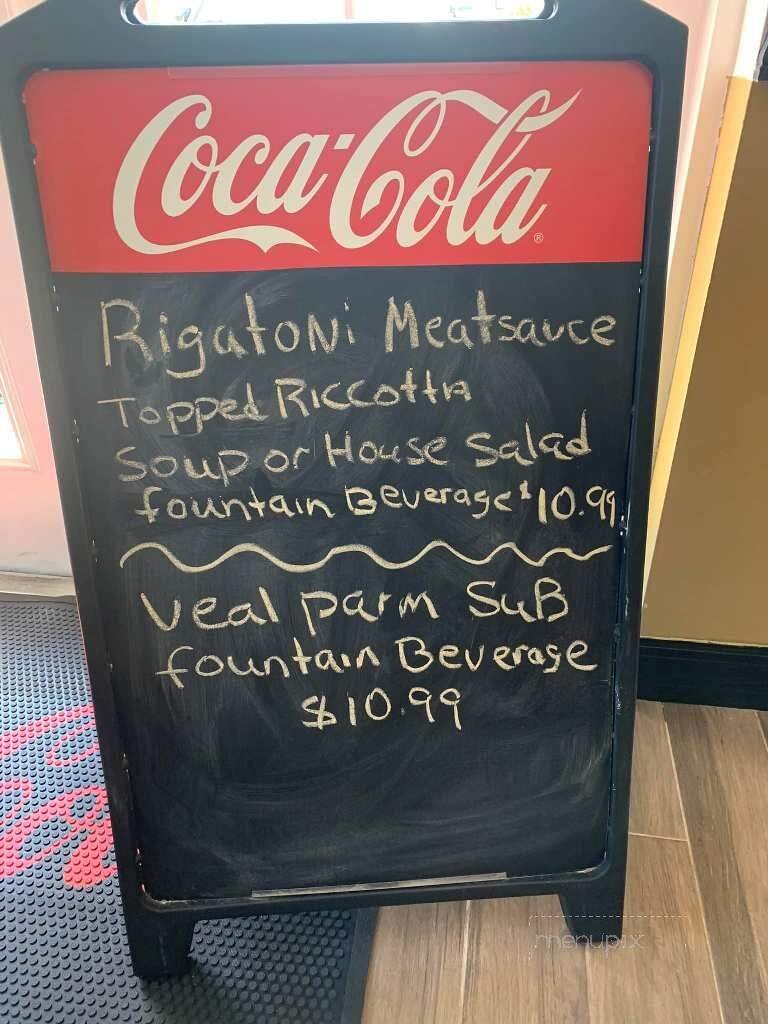 Coca-Cola®
Rigatoni Meatsauce
Topped Riccotta
Soup or House Salad
fountain Beverage $10.99
Veal parm SuB
fountain Beverage
$10.99
menupix